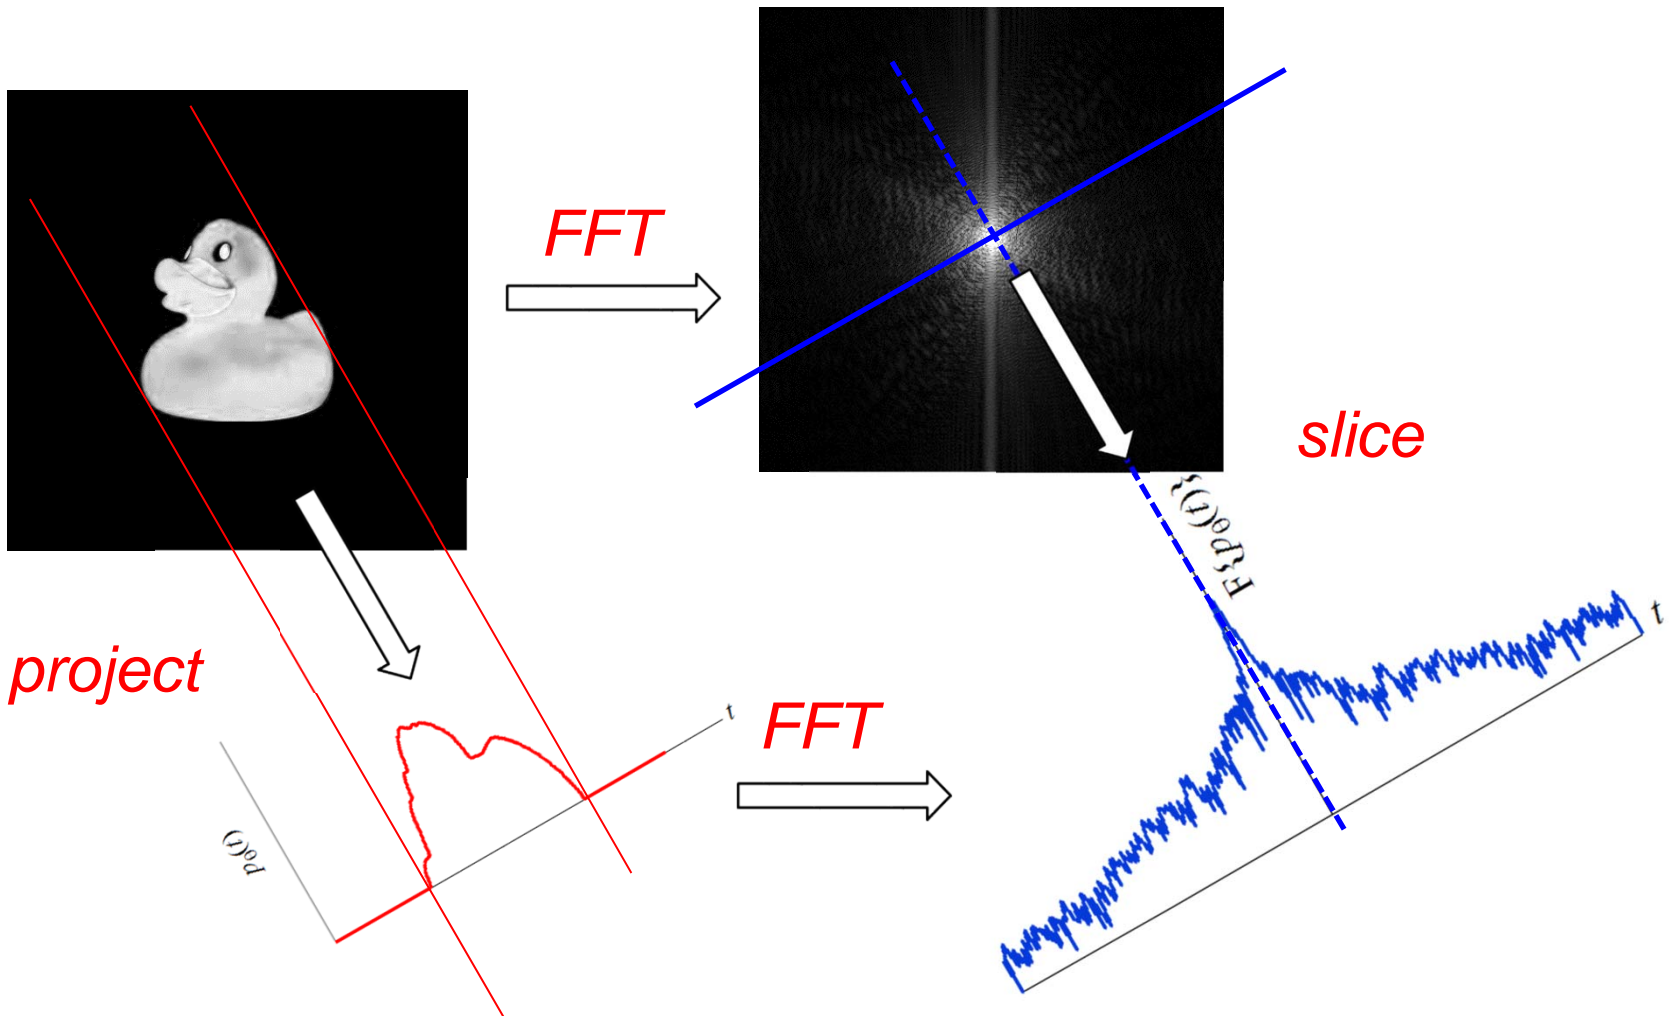 FFT
slice
F{pθ(t)}
t
project
t
FFT
pθ(t)